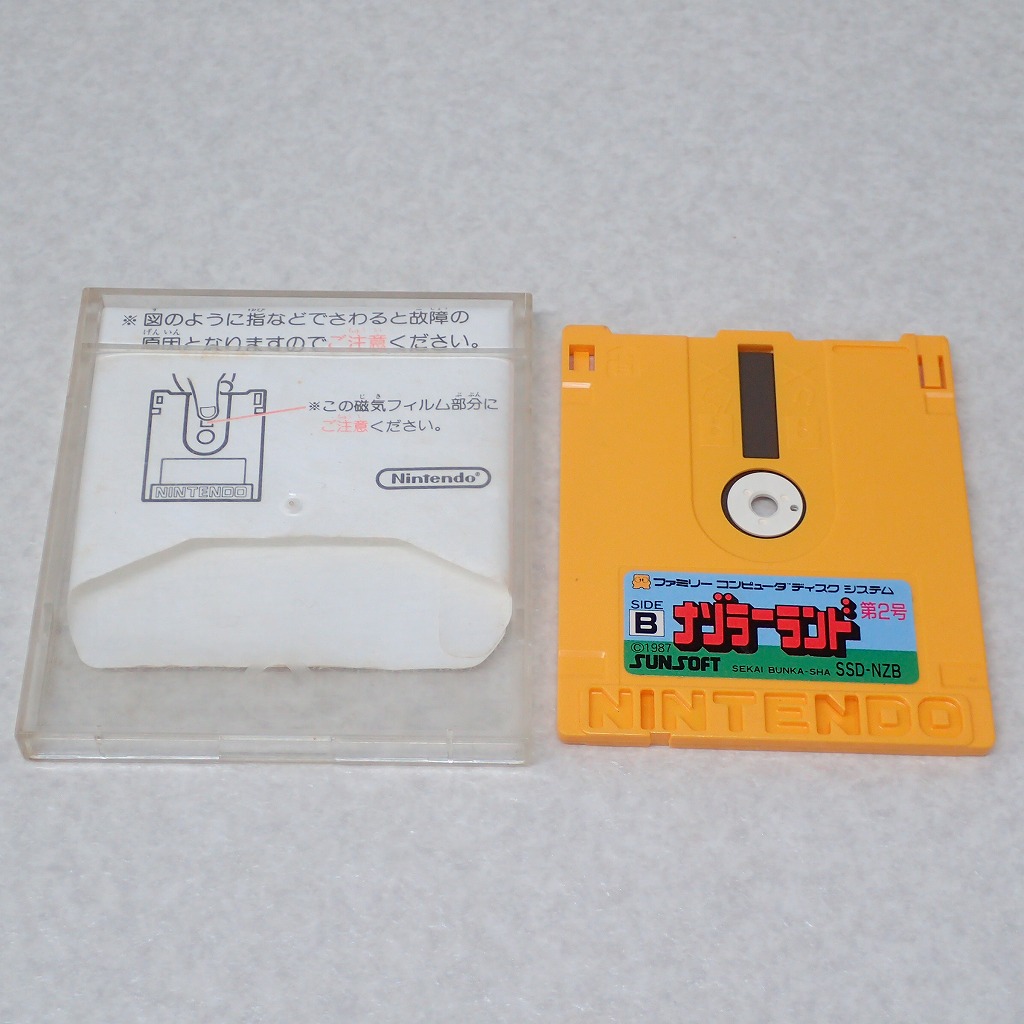 ※図のように指などでさわると故障の
げんいん
原因となりますのでご注意ください。
※この磁気フィルム部分に
ご注意ください。
Nintendo
NINTENDO
ファミリー コンピュータ ディスク システム
SIDE
B
ナゾラーランド 第2号
©1987
SUNSOFT SEKAI BUNKA-SHA SSD-NZB
NINTENDO